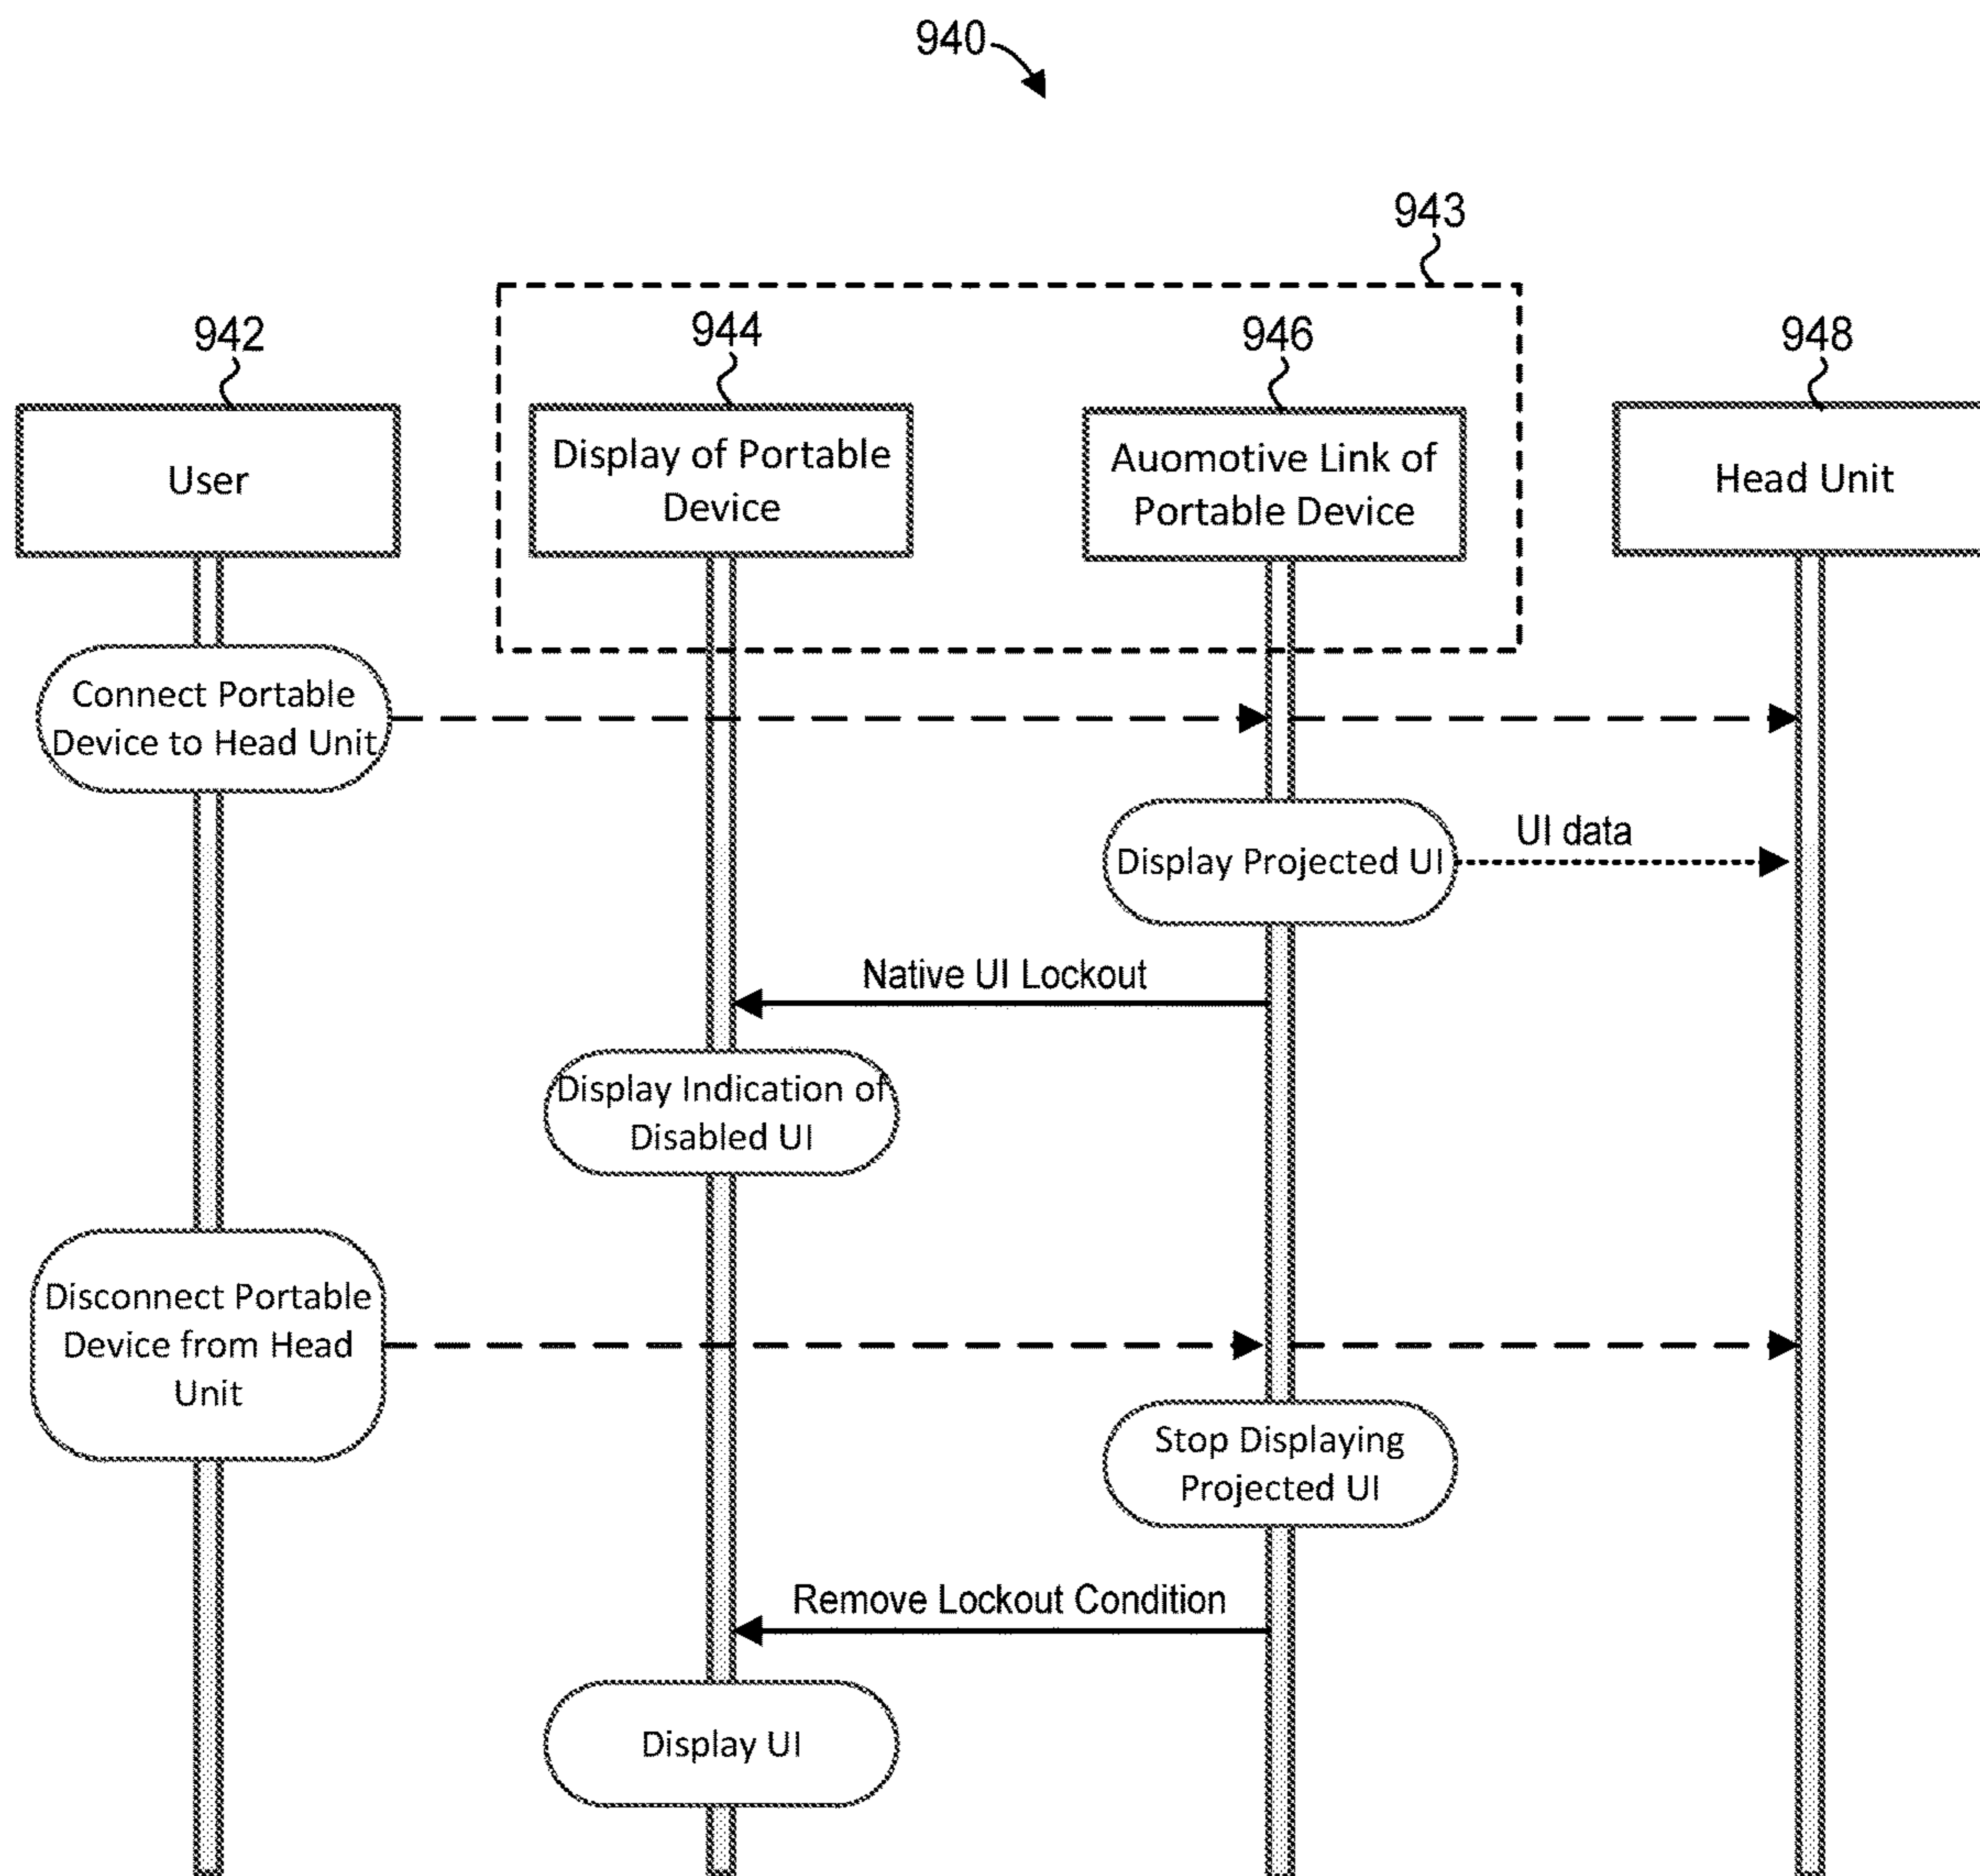 940
943
942
944
946
948
User
Display of Portable
Device
Auomotive Link of
Portable Device
Head Unit
Connect Portable
Device to Head Unit
Display Projected UI
UI data
Native UI Lockout
Display Indication of
Disabled UI
Disconnect Portable
Device from Head
Unit
Stop Displaying
Projected UI
Remove Lockout Condition
Display UI